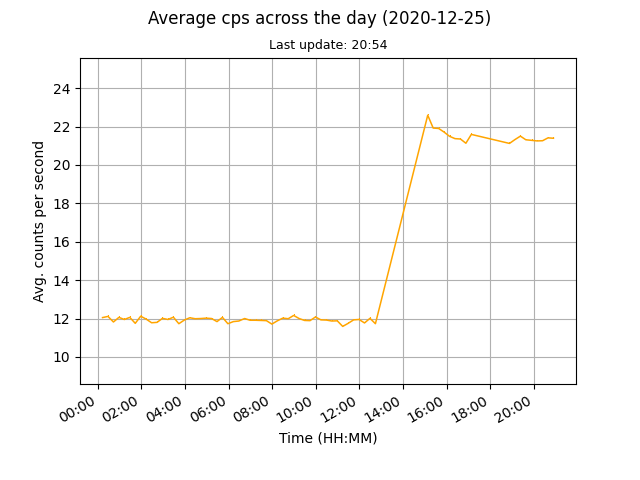 Average cps across the day (2020-12-25)
Last update: 20:54
24
22
20
18
16
14
12
10
Avg. counts per second
00:00 02:00 04:00 06:00 08:00 10:00 12:00 14:00 16:00 18:00 20:00
Time (HH:MM)